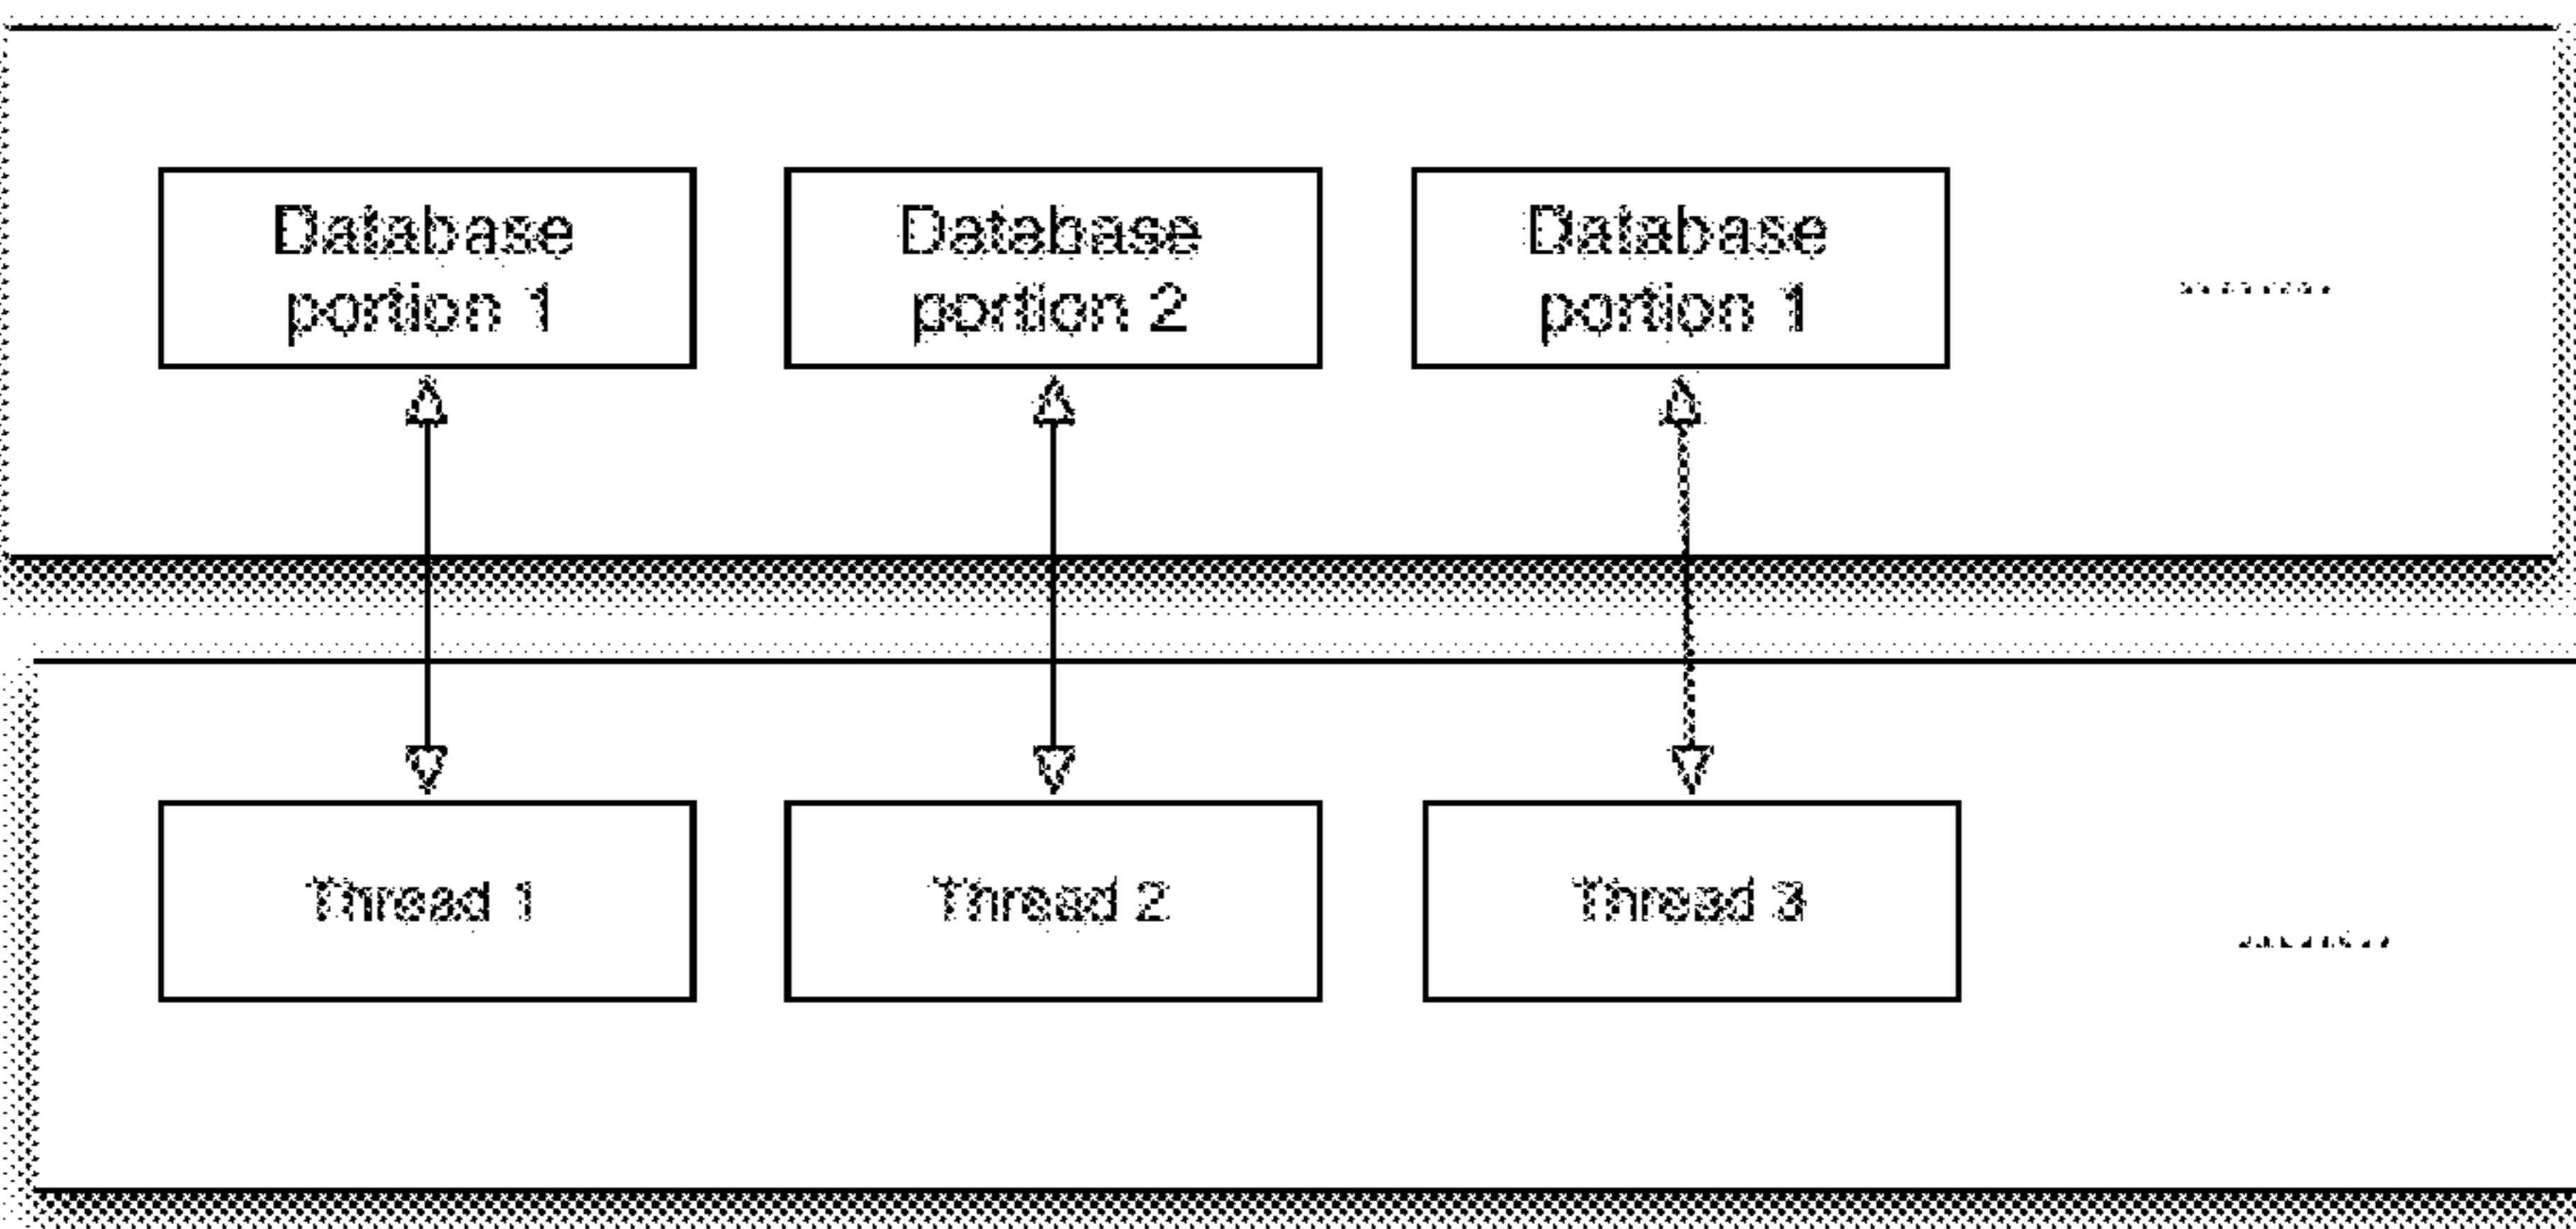 Database
portion 1
Database
portion 2
Database
portion 1
.........
Thread 1
Thread 2
Thread 3
.........